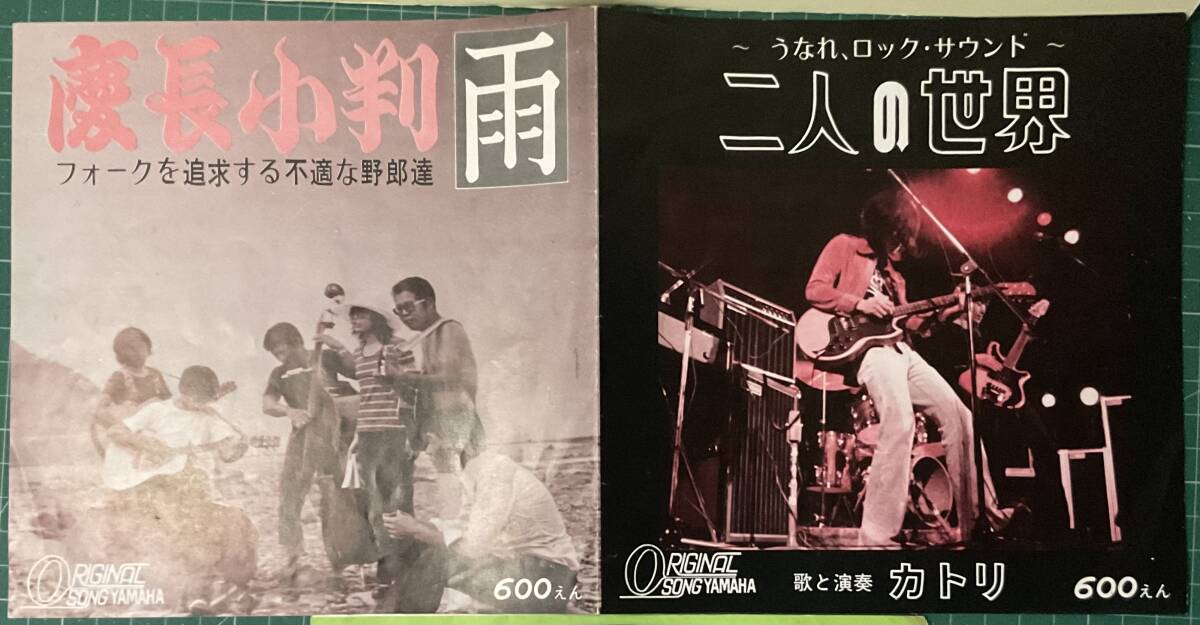 慶長小判
雨
フォークを追求する不適な野郎達
ORIGINAL
SONG YAMAHA
600えん
~ うなれ、ロック・サウンド ~
二人の世界
ORIGINAL
SONG YAMAHA
歌と演奏 カトリ
600えん